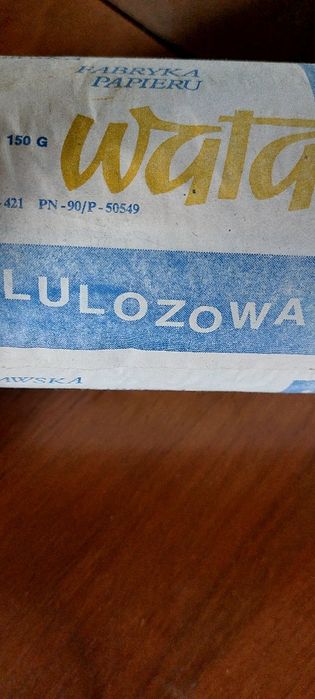 FABRYKA
PAPIERU
150 G wata
421 PN-90/P-50549
LULOZOWA
AWSKA